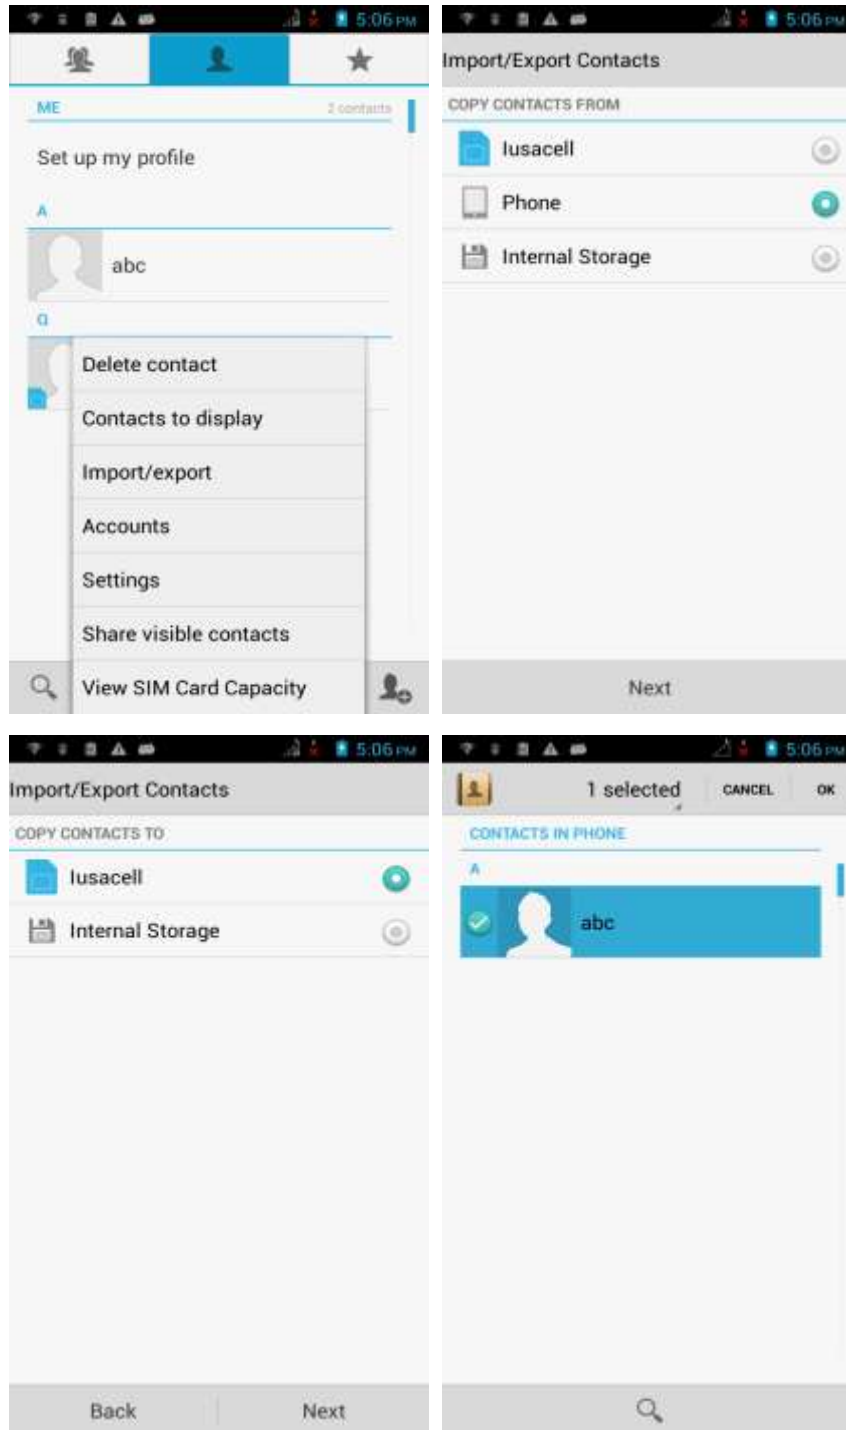 5:06 PM
ME
2 contacts
Set up my profile
A
abc
Q
Delete contact
Contacts to display
Import/export
Accounts
Settings
Share visible contacts
View SIM Card Capacity
5:06 PM
Import/Export Contacts
COPY CONTACTS FROM
Iusacell
Phone
Internal Storage
Next
5:06 PM
Import/Export Contacts
COPY CONTACTS TO
Iusacell
Internal Storage
Back Next
5:06 PM
1 selected CANCEL OK
CONTACTS IN PHONE
A
abc